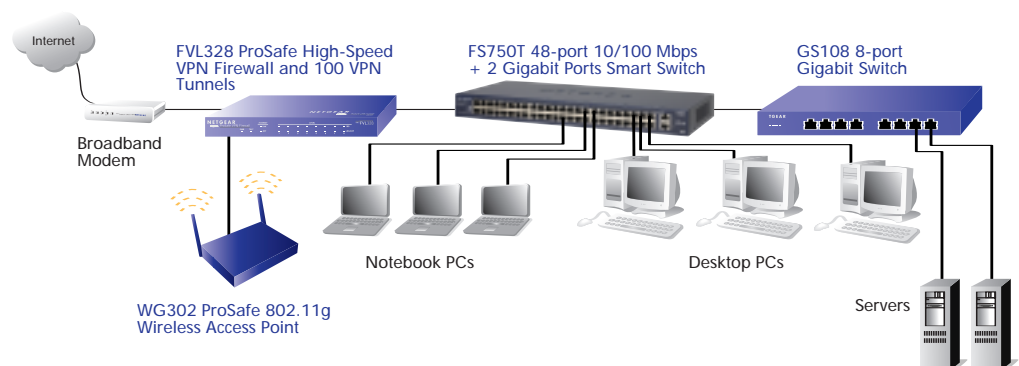 Internet
FVL328 ProSafe High-Speed
VPN Firewall and 100 VPN
Tunnels
FS750T 48-port 10/100 Mbps
+ 2 Gigabit Ports Smart Switch
GS108 8-port
Gigabit Switch
NETGEAR
NETGEAR
TGEAR
Broadband
Modem
Notebook PCs
Desktop PCs
WG302 ProSafe 802.11g
Wireless Access Point
Servers